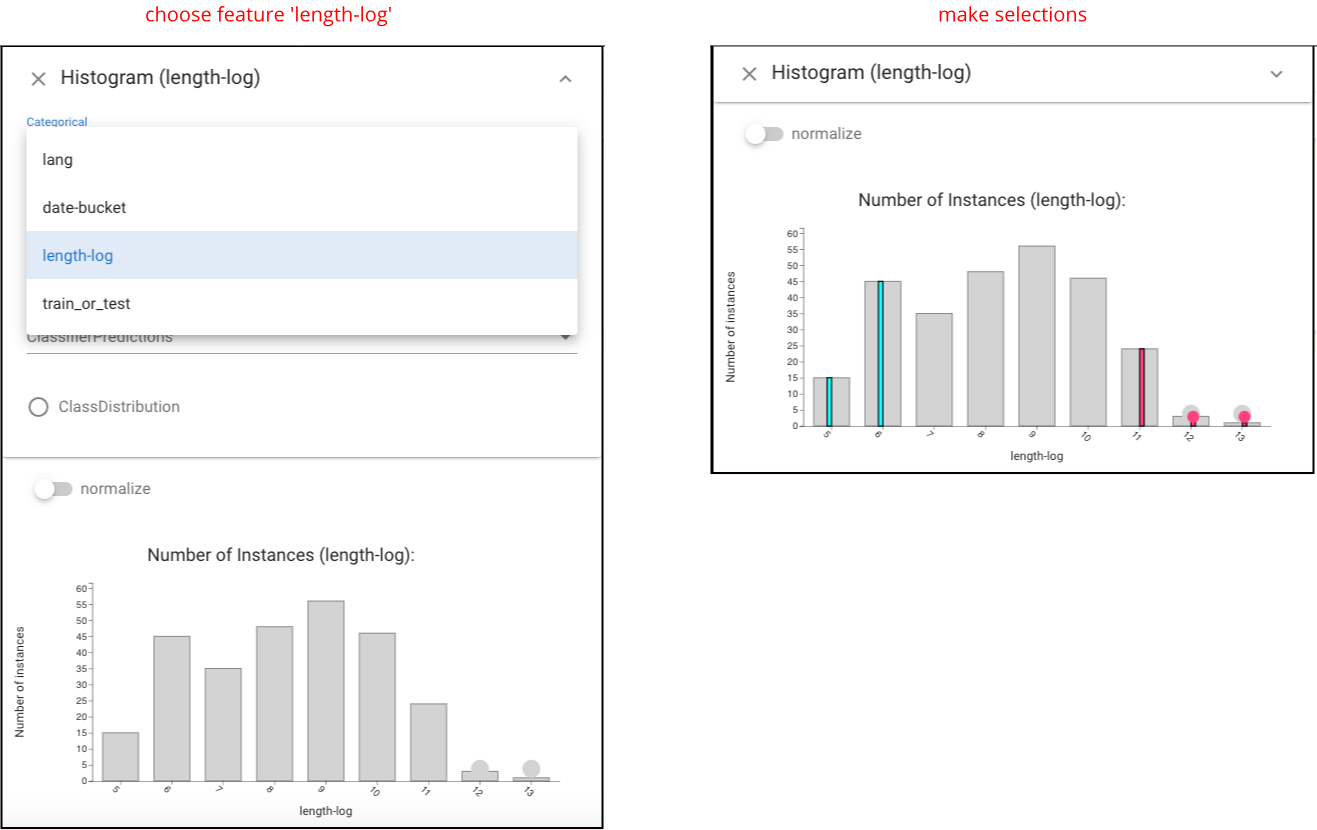 choose feature 'length-log'
Histogram (length-log)
Categorical
lang
date-bucket
length-log
train_or_test
ClassifierPredictions
ClassDistribution
normalize
Number of Instances (length-log):
Number of instances
60
55
50
45
40
35
30
25
20
15
10
5
0
5 6 7 8 9 10 11 12 13
length-log
make selections
Histogram (length-log)
normalize
Number of Instances (length-log):
Number of instances
60
55
50
45
40
35
30
25
20
15
10
5
0
5 6 7 8 9 10 11 12 13
length-log